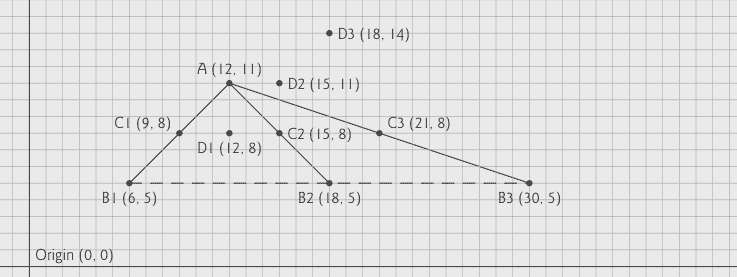 D3 (18, 14)
A (12, 11)
D2 (15, 11)
C1 (9, 8)
D1 (12, 8)
C2 (15, 8)
C3 (21, 8)
B1 (6, 5)
B2 (18, 5)
B3 (30, 5)
Origin (0, 0)